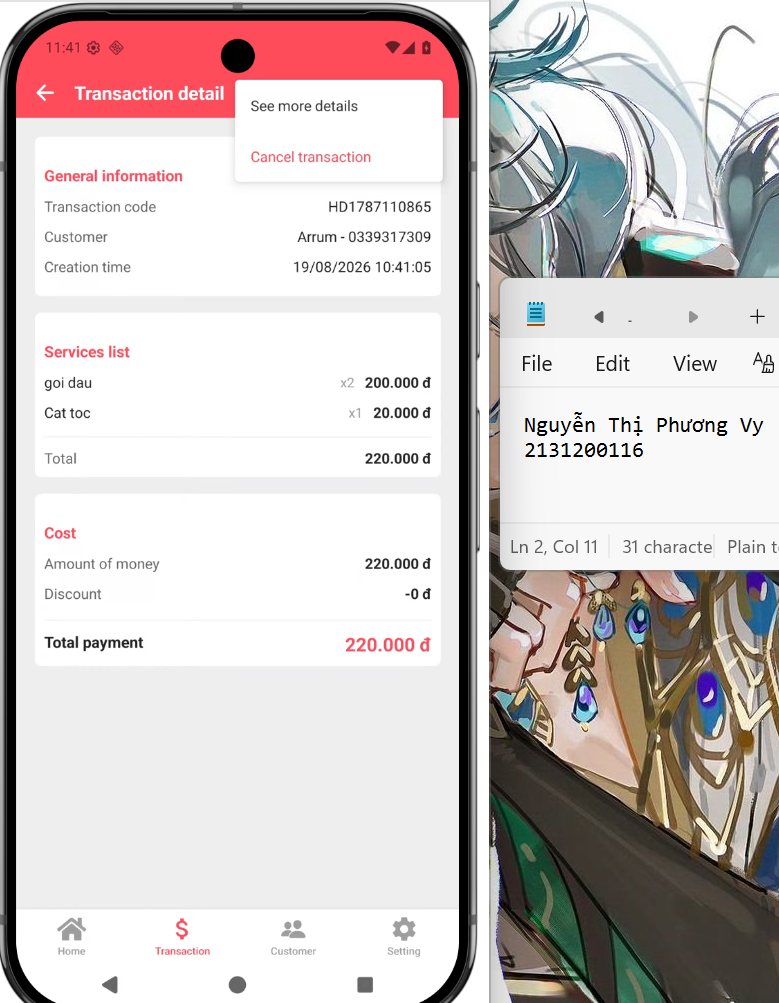 11:41
Transaction detail
See more details
Cancel transaction
General information
Transaction code HD1787110865
Customer Arrum - 0339317309
Creation time 19/08/2026 10:41:05
Services list
goi dau x2 200.000 đ
Cat toc x1 20.000 đ
Total 220.000 đ
Cost
Amount of money 220.000 đ
Discount -0 đ
Total payment 220.000 đ
Home Transaction Customer Setting
File Edit View
Nguyễn Thị Phương Vy
2131200116
Ln 2, Col 11 31 characte Plain t